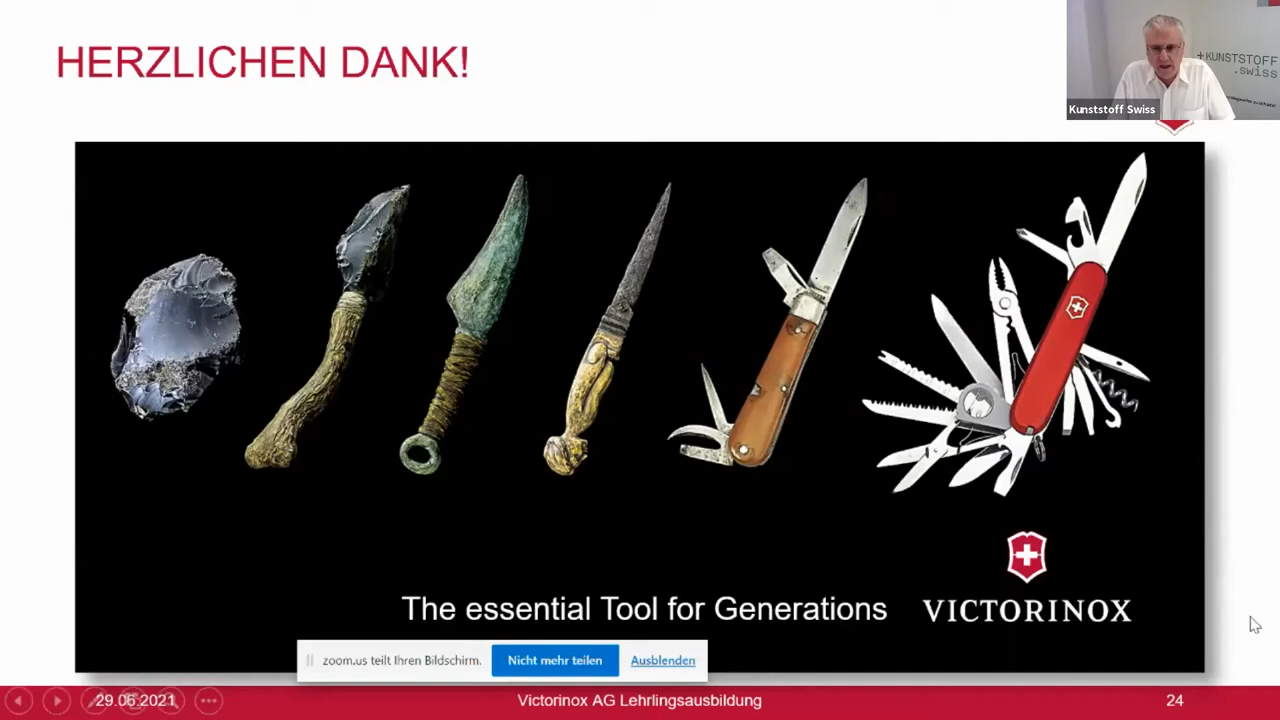 HERZLICHEN DANK!
+KUNSTSTOFF
.swiss
Kunststoff Swiss
The essential Tool for Generations
VICTORINOX
zoom.us teilt Ihren Bildschirm.
Nicht mehr teilen
Ausblenden
29.06.2021
Victorinox AG Lehrlingsausbildung
24